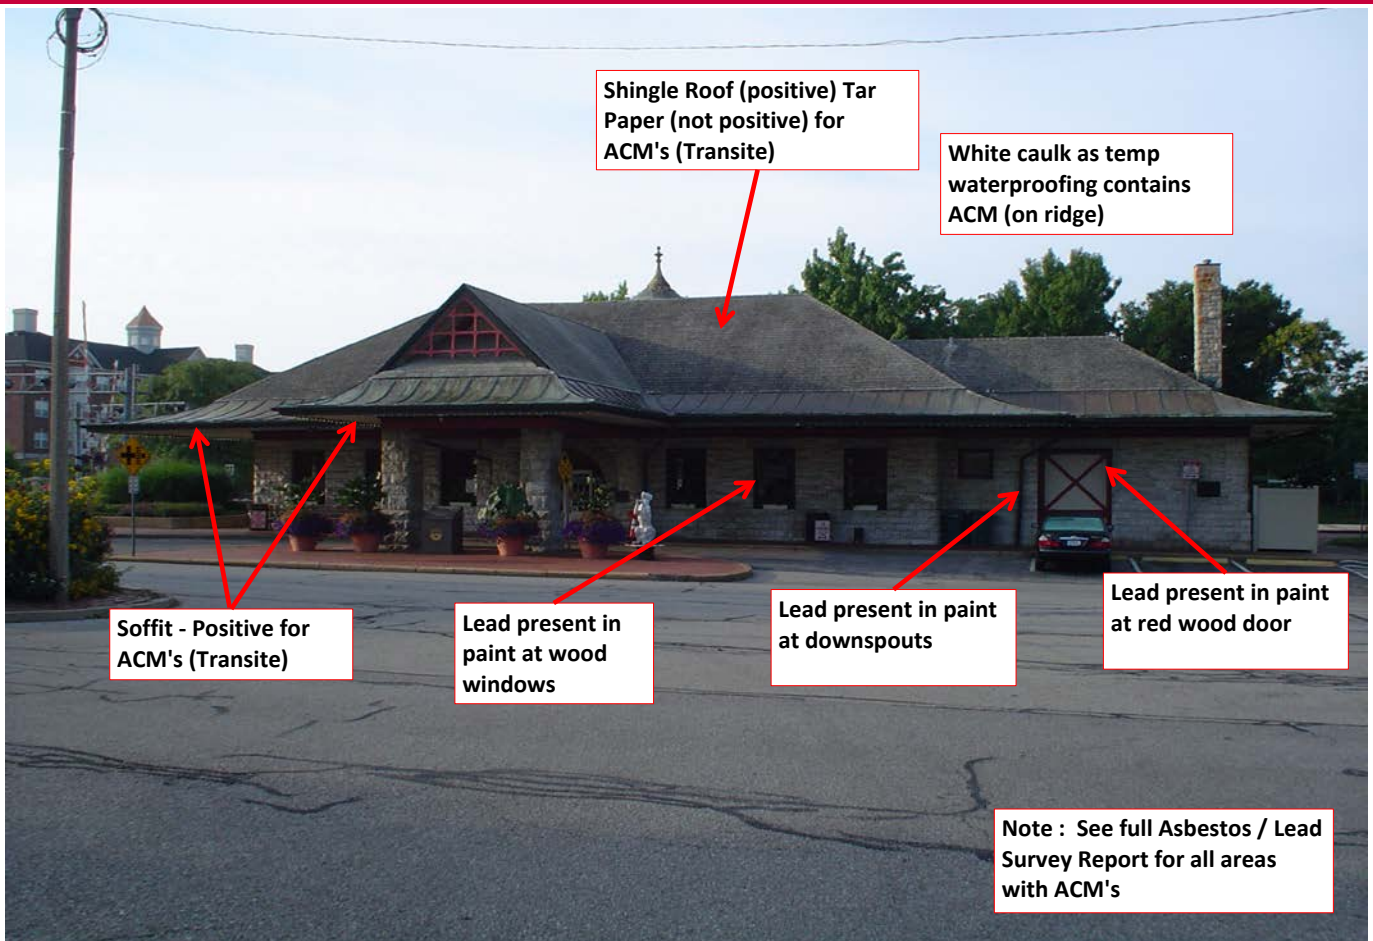 Shingle Roof (positive) Tar
Paper (not positive) for
ACM's (Transite)
White caulk as temp
waterproofing contains
ACM (on ridge)
Soffit - Positive for
ACM's (Transite)
Lead present in
paint at wood
windows
Lead present in paint
at downspouts
Lead present in paint
at red wood door
Note :  See full Asbestos / Lead
Survey Report for all areas
with ACM's